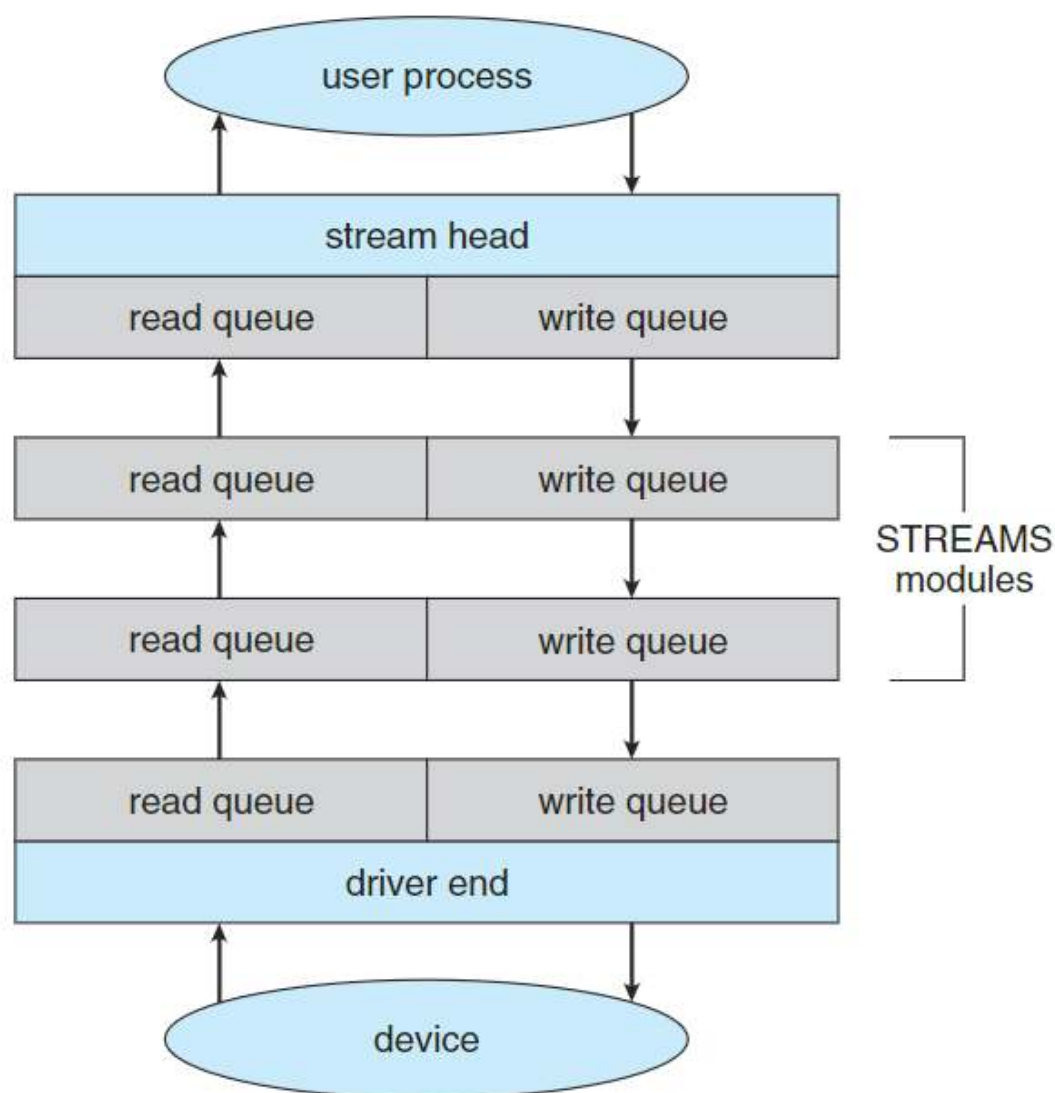 user process
stream head
read queue write queue
read queue write queue
STREAMS
modules
read queue write queue
read queue write queue
driver end
device